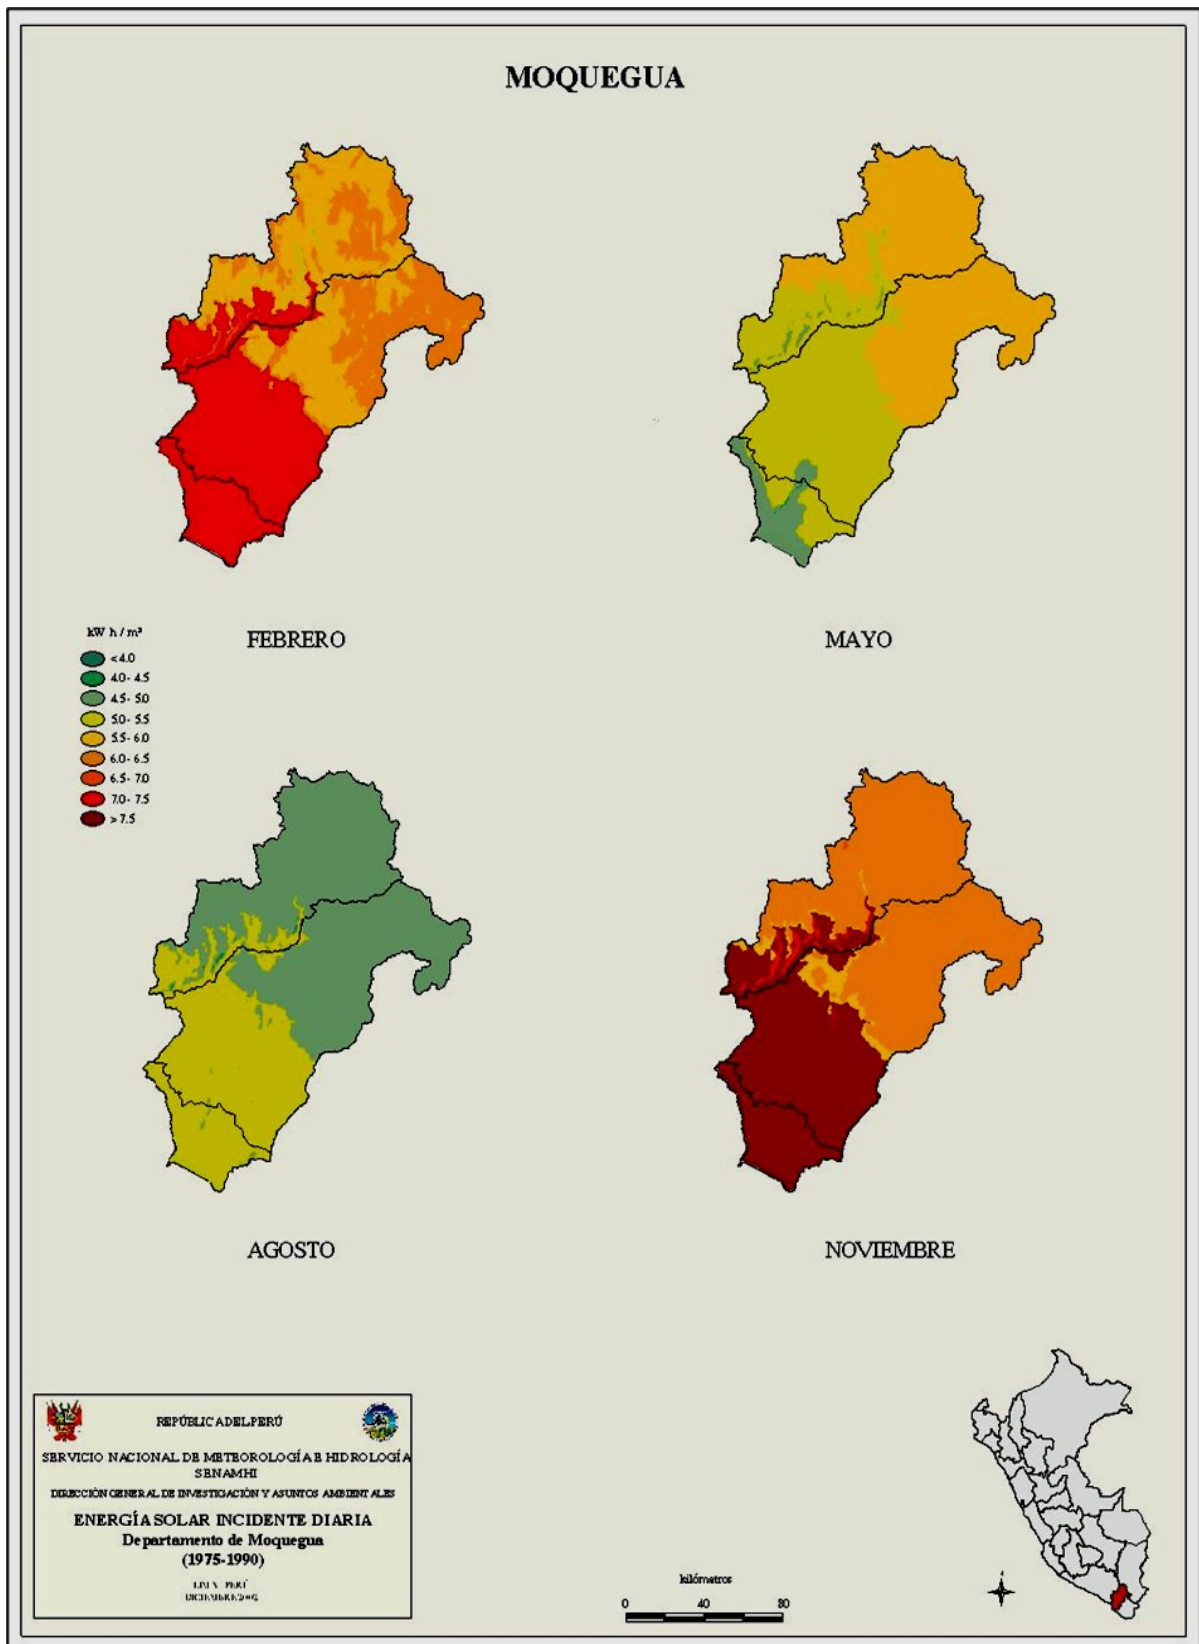 MOQUEGUA
FEBRERO
MAYO
kW h / m²
< 4.0
4.0- 4.5
4.5- 5.0
5.0- 5.5
5.5- 6.0
6.0- 6.5
6.5- 7.0
7.0- 7.5
> 7.5
AGOSTO
NOVIEMBRE
REPÚBLICA DEL PERÚ
SERVICIO NACIONAL DE METEOROLOGÍA E HIDROLOGÍA
SENAMHI
DIRECCIÓN GENERAL DE INVESTIGACIÓN Y ASUNTOS AMBIENTALES
ENERGÍA SOLAR INCIDENTE DIARIA
Departamento de Moquegua
(1975-1990)
LIMA PERÚ
kilómetros
0 40 80